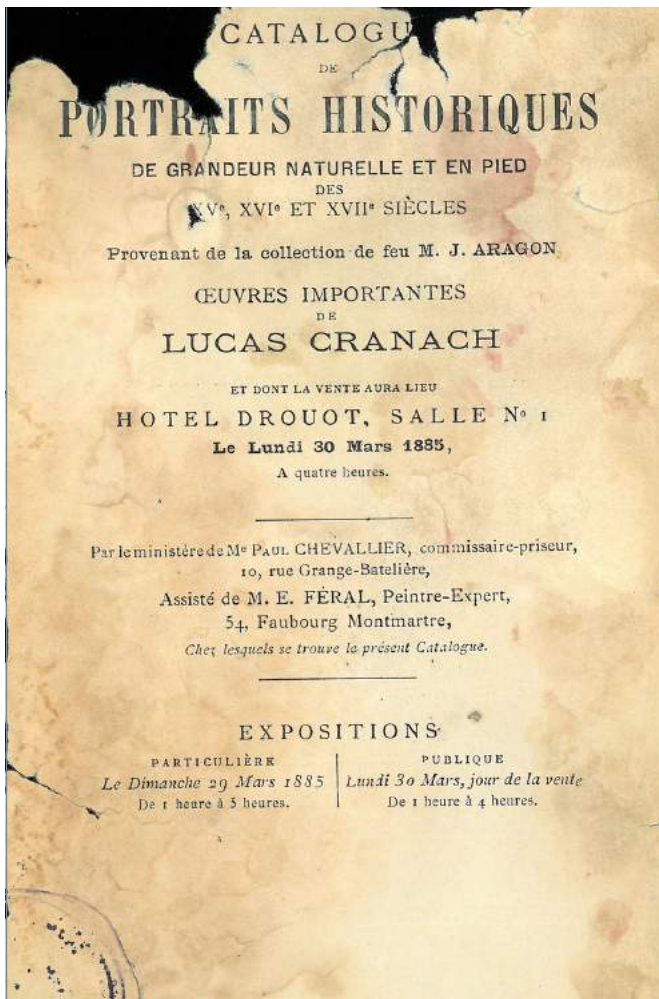 CATALOGU
DE
PORTRAITS HISTORIQUES
DE GRANDEUR NATURELLE ET EN PIED
DES
XVe, XVIe ET XVIIe SIÈCLES
Provenant de la collection de feu M. J. ARAGON
ŒUVRES IMPORTANTES
DE
LUCAS CRANACH
ET DONT LA VENTE AURA LIEU
HOTEL DROUOT, SALLE No 1
Le Lundi 30 Mars 1885,
A quatre heures.
Par le ministère de Me PAUL CHEVALLIER, commissaire-priseur,
10, rue Grange-Batelière,
Assisté de M. E. FÉRAL, Peintre-Expert,
54, Faubourg Montmartre,
Chez lesquels se trouve le présent Catalogue.
EXPOSITIONS
PARTICULIÈRE
Le Dimanche 29 Mars 1885
De 1 heure à 5 heures.
PUBLIQUE
Lundi 30 Mars, jour de la vente
De 1 heure à 4 heures.